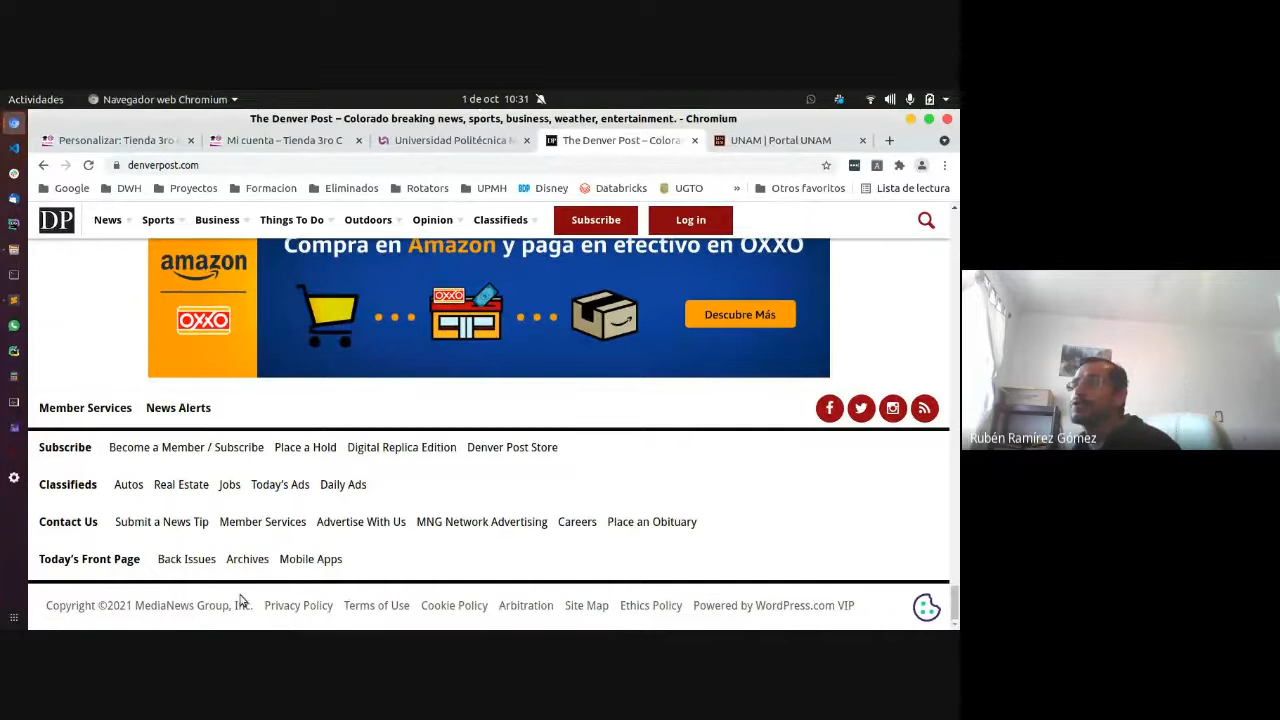 Actividades Navegador web Chromium 1 de oct 10:31
The Denver Post – Colorado breaking news, sports, business, weather, entertainment. - Chromium
Personalizar: Tienda 3ro Mi cuenta – Tienda 3ro C Universidad Politécnica The Denver Post – Colora UNAM | Portal UNAM
denverpost.com
Google DWH Proyectos Formacion Eliminados Rotators UPMH BDP Disney Databricks UGTO » Otros favoritos Lista de lectura
DP News Sports Business Things To Do Outdoors Opinion Classifieds Subscribe Log in
Compra en Amazon y paga en efectivo en OXXO
amazon
OXXO
OXXO
Descubre Más
Member Services News Alerts
Subscribe Become a Member / Subscribe Place a Hold Digital Replica Edition Denver Post Store
Classifieds Autos Real Estate Jobs Today's Ads Daily Ads
Contact Us Submit a News Tip Member Services Advertise With Us MNG Network Advertising Careers Place an Obituary
Today's Front Page Back Issues Archives Mobile Apps
Copyright ©2021 MediaNews Group, Inc. Privacy Policy Terms of Use Cookie Policy Arbitration Site Map Ethics Policy Powered by WordPress.com VIP
Rubén Ramírez Gómez